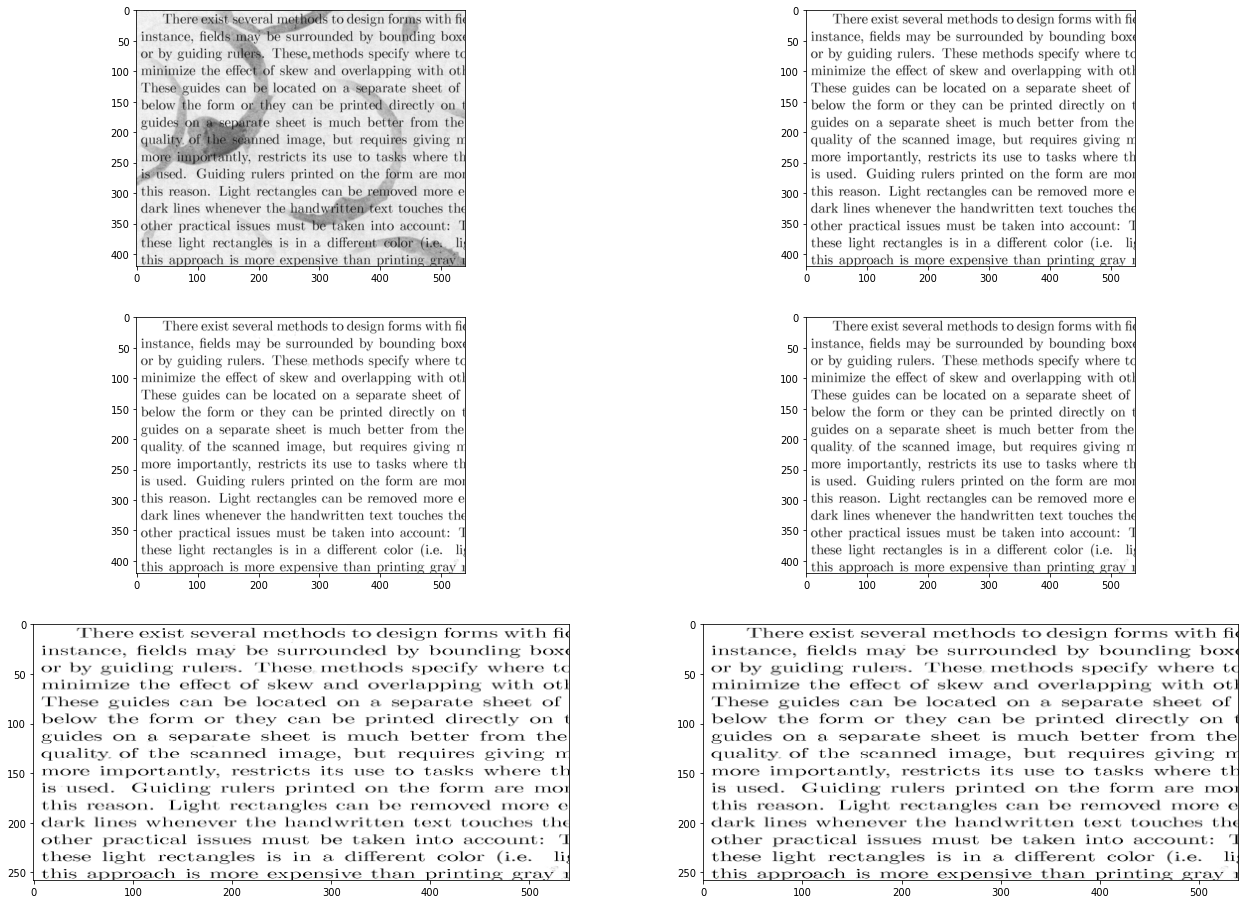 0
50
100
150
200
250
300
350
400
There exist several methods to design forms with fi
instance, fields may be surrounded by bounding boxe
or by guiding rulers. These methods specify where to
minimize the effect of skew and overlapping with ot
These guides can be located on a separate sheet of
below the form or they can be printed directly on t
guides on a separate sheet is much better from the
quality of the scanned image, but requires giving m
more importantly, restricts its use to tasks where th
is used. Guiding rulers printed on the form are mor
this reason. Light rectangles can be removed more e
dark lines whenever the handwritten text touches the
other practical issues must be taken into account: T
these light rectangles is in a different color (i.e. li
this approach is more expensive than printing gray r
0 100 200 300 400 500
0
50
100
150
200
250
300
350
400
There exist several methods to design forms with fi
instance, fields may be surrounded by bounding boxe
or by guiding rulers. These methods specify where to
minimize the effect of skew and overlapping with ot
These guides can be located on a separate sheet of
below the form or they can be printed directly on t
guides on a separate sheet is much better from the
quality of the scanned image, but requires giving m
more importantly, restricts its use to tasks where th
is used. Guiding rulers printed on the form are mor
this reason. Light rectangles can be removed more e
dark lines whenever the handwritten text touches the
other practical issues must be taken into account: T
these light rectangles is in a different color (i.e. li
this approach is more expensive than printing gray r
0 100 200 300 400 500
0
50
100
150
200
250
300
350
400
There exist several methods to design forms with fi
instance, fields may be surrounded by bounding boxe
or by guiding rulers. These methods specify where to
minimize the effect of skew and overlapping with ot
These guides can be located on a separate sheet of
below the form or they can be printed directly on t
guides on a separate sheet is much better from the
quality of the scanned image, but requires giving m
more importantly, restricts its use to tasks where th
is used. Guiding rulers printed on the form are mor
this reason. Light rectangles can be removed more e
dark lines whenever the handwritten text touches the
other practical issues must be taken into account: T
these light rectangles is in a different color (i.e. li
this approach is more expensive than printing gray r
0 100 200 300 400 500
0
50
100
150
200
250
300
350
400
There exist several methods to design forms with fi
instance, fields may be surrounded by bounding boxe
or by guiding rulers. These methods specify where to
minimize the effect of skew and overlapping with ot
These guides can be located on a separate sheet of
below the form or they can be printed directly on t
guides on a separate sheet is much better from the
quality of the scanned image, but requires giving m
more importantly, restricts its use to tasks where th
is used. Guiding rulers printed on the form are mor
this reason. Light rectangles can be removed more e
dark lines whenever the handwritten text touches the
other practical issues must be taken into account: T
these light rectangles is in a different color (i.e. li
this approach is more expensive than printing gray r
0 100 200 300 400 500
0
50
100
150
200
250
There exist several methods to design forms with fi
instance, fields may be surrounded by bounding boxe
or by guiding rulers. These methods specify where to
minimize the effect of skew and overlapping with ot
These guides can be located on a separate sheet of
below the form or they can be printed directly on t
guides on a separate sheet is much better from the
quality of the scanned image, but requires giving m
more importantly, restricts its use to tasks where th
is used. Guiding rulers printed on the form are mor
this reason. Light rectangles can be removed more e
dark lines whenever the handwritten text touches the
other practical issues must be taken into account: T
these light rectangles is in a different color (i.e. li
this approach is more expensive than printing gray r
0 100 200 300 400 500
0
50
100
150
200
250
There exist several methods to design forms with fi
instance, fields may be surrounded by bounding boxe
or by guiding rulers. These methods specify where to
minimize the effect of skew and overlapping with ot
These guides can be located on a separate sheet of
below the form or they can be printed directly on t
guides on a separate sheet is much better from the
quality of the scanned image, but requires giving m
more importantly, restricts its use to tasks where th
is used. Guiding rulers printed on the form are mor
this reason. Light rectangles can be removed more e
dark lines whenever the handwritten text touches the
other practical issues must be taken into account: T
these light rectangles is in a different color (i.e. li
this approach is more expensive than printing gray r
0 100 200 300 400 500